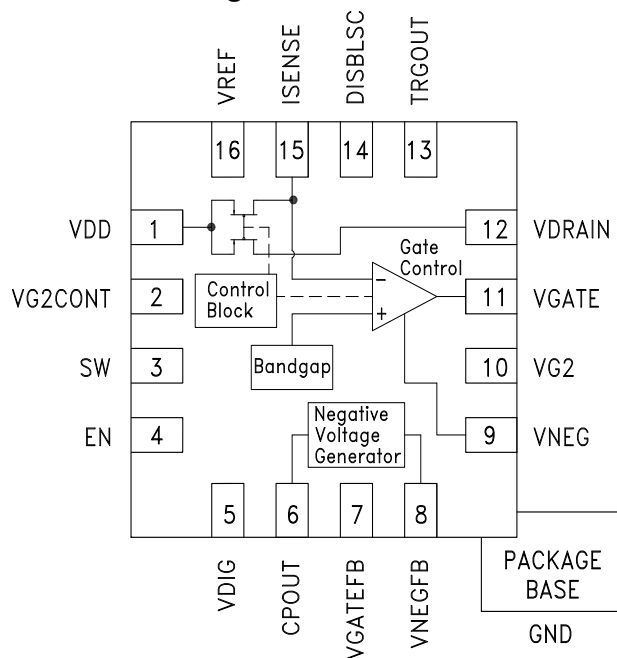 VREF
ISENSE
DISBLSC
TRGOUT
16
15
14
13
VDD
1
12
VDRAIN
Gate
Control
VG2CONT
2
Control
Block
−
+
11
VGATE
SW
3
Bandgap
10
VG2
EN
4
Negative
Voltage
Generator
9
VNEG
5
6
7
8
VDIG
CPOUT
VGATEFB
VNEGFB
PACKAGE
BASE
GND